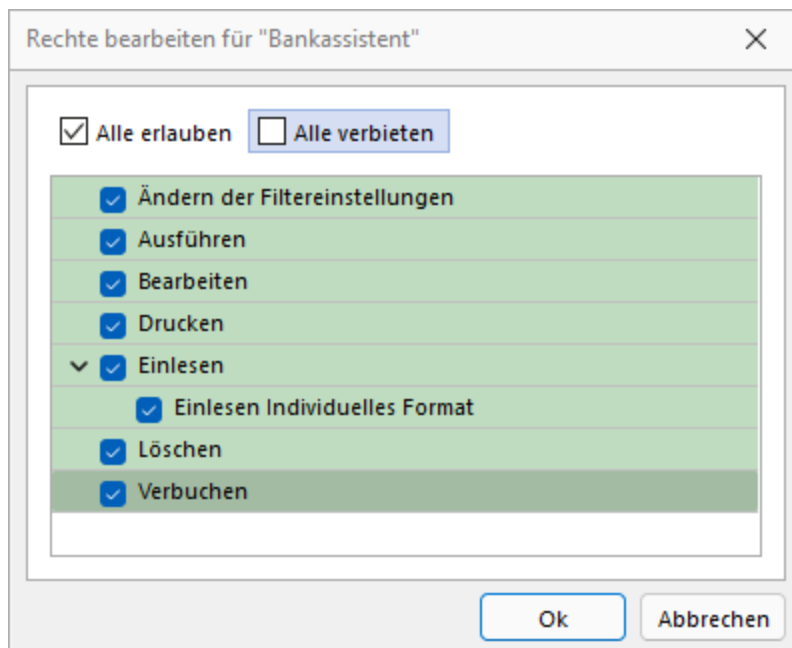 Rechte bearbeiten für "Bankassistent"
Alle erlauben Alle verbieten
Ändern der Filtereinstellungen
Ausführen
Bearbeiten
Drucken
Einlesen
Einlesen Individuelles Format
Löschen
Verbuchen
Ok Abbrechen